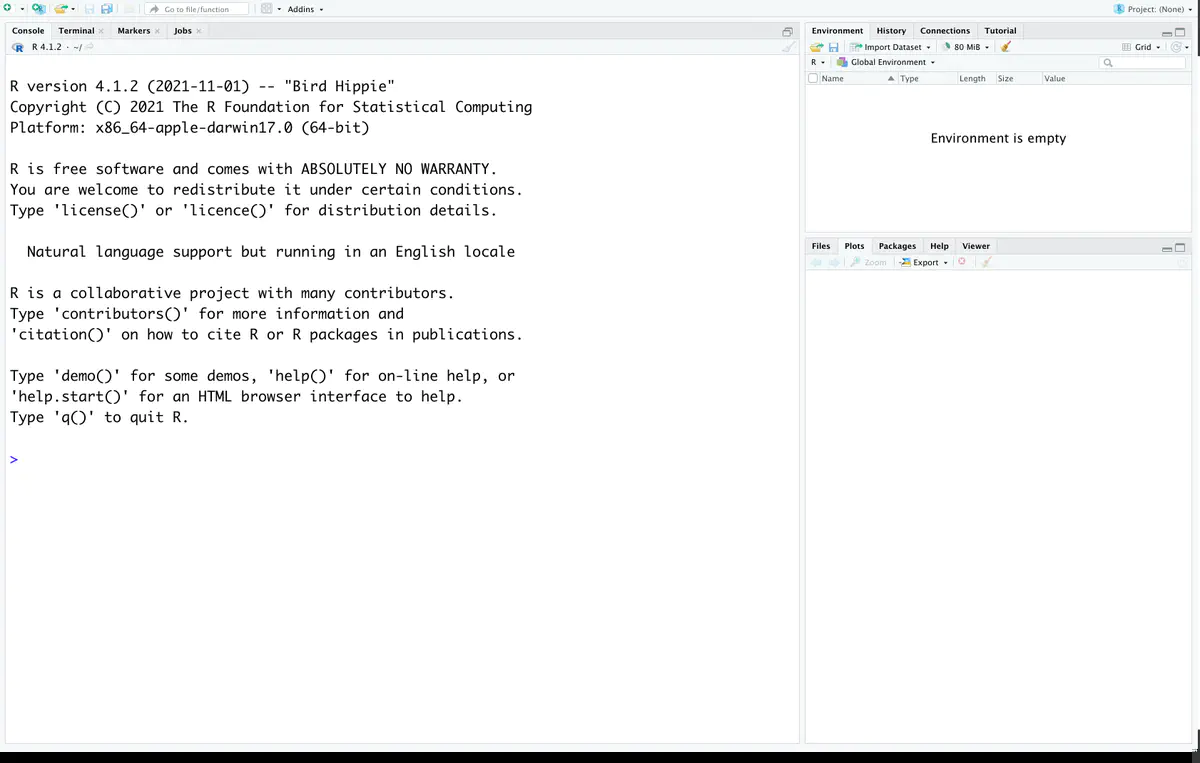 Go to file/function
Addins
Project: (None)
Console Terminal Markers Jobs
R 4.1.2 · ~/
R version 4.1.2 (2021-11-01) -- "Bird Hippie"
Copyright (C) 2021 The R Foundation for Statistical Computing
Platform: x86_64-apple-darwin17.0 (64-bit)
R is free software and comes with ABSOLUTELY NO WARRANTY.
You are welcome to redistribute it under certain conditions.
Type 'license()' or 'licence()' for distribution details.
Natural language support but running in an English locale
R is a collaborative project with many contributors.
Type 'contributors()' for more information and
'citation()' on how to cite R or R packages in publications.
Type 'demo()' for some demos, 'help()' for on-line help, or
'help.start()' for an HTML browser interface to help.
Type 'q()' to quit R.
>
Environment History Connections Tutorial
Import Dataset 80 MiB Grid
R Global Environment
Name Type Length Size Value
Environment is empty
Files Plots Packages Help Viewer
Zoom Export